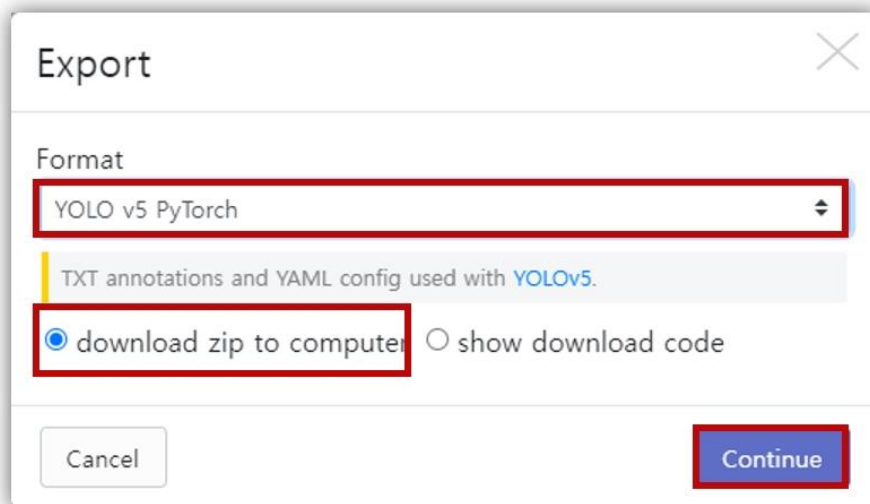 Export
Format
YOLO v5 PyTorch
TXT annotations and YAML config used with YOLOv5.
download zip to computer
show download code
Cancel
Continue